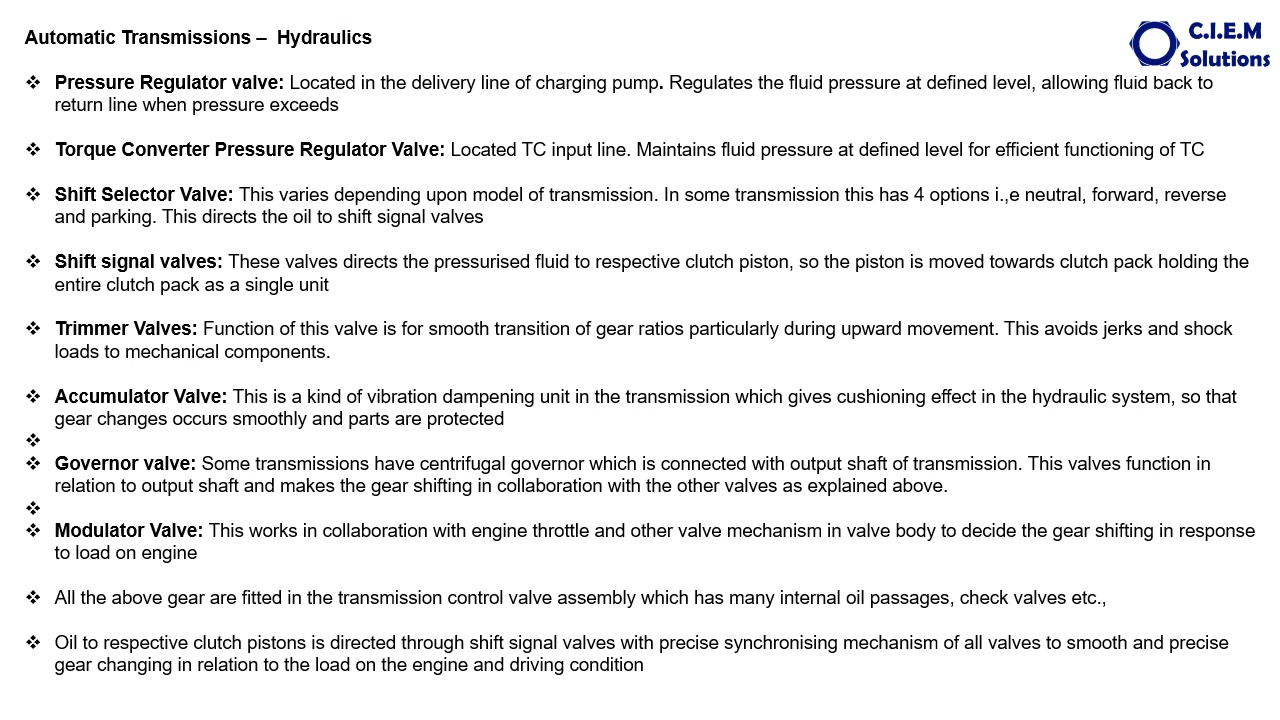 Automatic Transmissions –  Hydraulics
C.I.E.M
Solutions
❖ Pressure Regulator valve: Located in the delivery line of charging pump. Regulates the fluid pressure at defined level, allowing fluid back to
return line when pressure exceeds
❖ Torque Converter Pressure Regulator Valve: Located TC input line. Maintains fluid pressure at defined level for efficient functioning of TC
❖ Shift Selector Valve: This varies depending upon model of transmission. In some transmission this has 4 options i.,e neutral, forward, reverse
and parking. This directs the oil to shift signal valves
❖ Shift signal valves: These valves directs the pressurised fluid to respective clutch piston, so the piston is moved towards clutch pack holding the
entire clutch pack as a single unit
❖ Trimmer Valves: Function of this valve is for smooth transition of gear ratios particularly during upward movement. This avoids jerks and shock
loads to mechanical components.
❖ Accumulator Valve: This is a kind of vibration dampening unit in the transmission which gives cushioning effect in the hydraulic system, so that
gear changes occurs smoothly and parts are protected
❖
❖ Governor valve: Some transmissions have centrifugal governor which is connected with output shaft of transmission. This valves function in
relation to output shaft and makes the gear shifting in collaboration with the other valves as explained above.
❖
❖ Modulator Valve: This works in collaboration with engine throttle and other valve mechanism in valve body to decide the gear shifting in response
to load on engine
❖ All the above gear are fitted in the transmission control valve assembly which has many internal oil passages, check valves etc.,
❖ Oil to respective clutch pistons is directed through shift signal valves with precise synchronising mechanism of all valves to smooth and precise
gear changing in relation to the load on the engine and driving condition